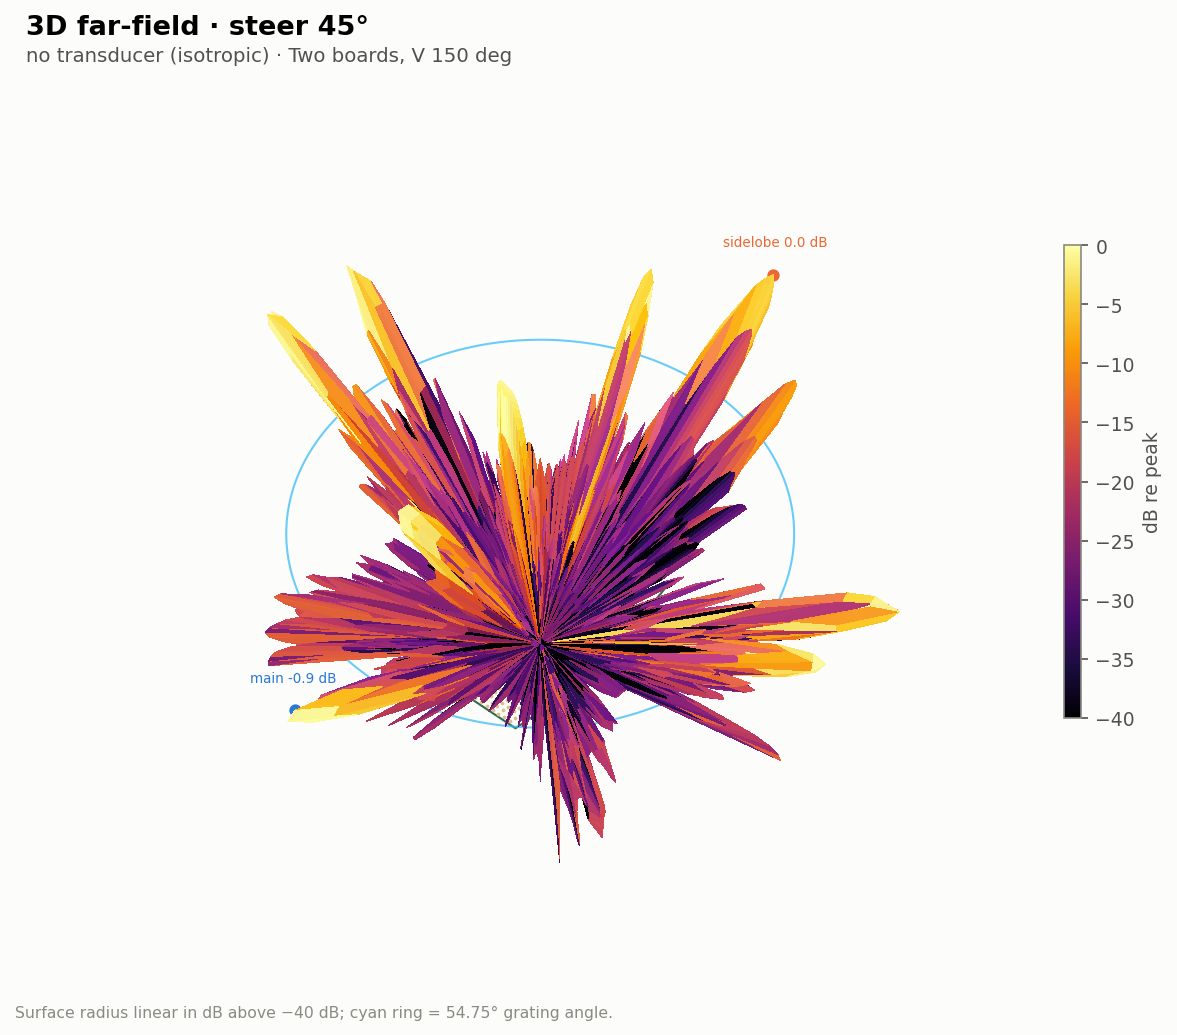 3D far-field · steer 45°
no transducer (isotropic) · Two boards, V 150 deg
sidelobe 0.0 dB
main -0.9 dB
0
−5
−10
−15
−20
−25
−30
−35
−40
dB re peak
Surface radius linear in dB above −40 dB; cyan ring = 54.75° grating angle.